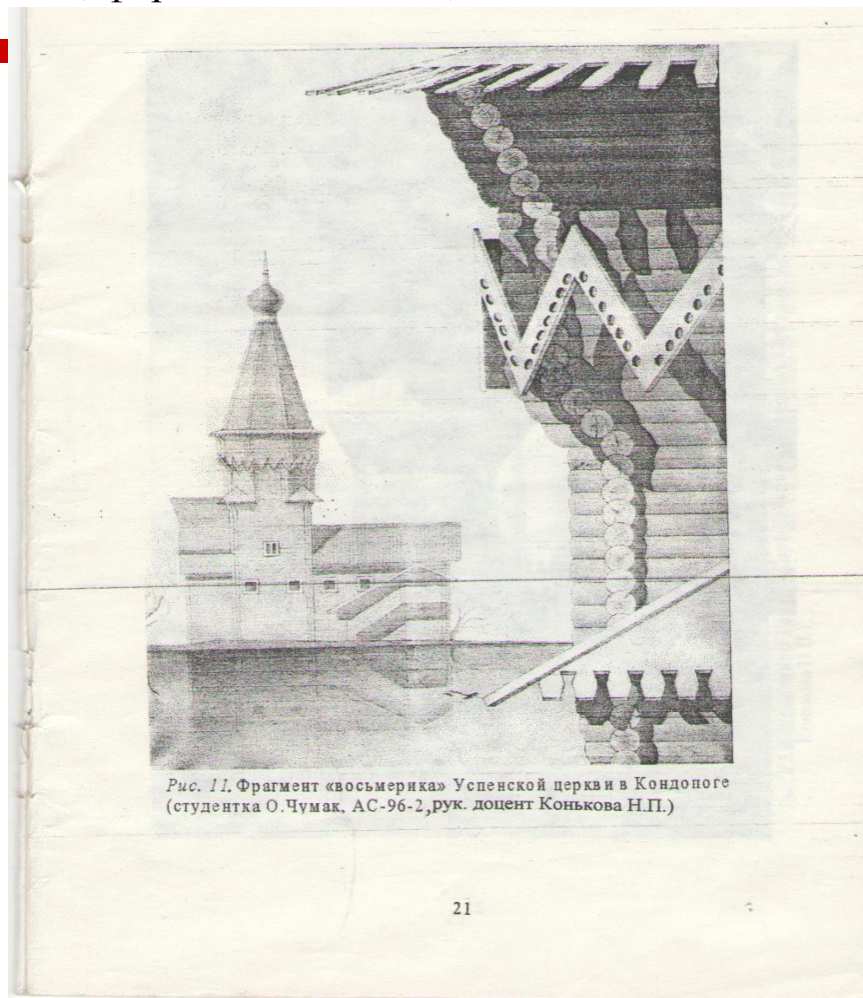 Рис. 11. Фрагмент «восьмерика» Успенской церкви в Кондопоге
(студентка О.Чумак, АС-96-2,рук. доцент Конькова Н.П.)
21